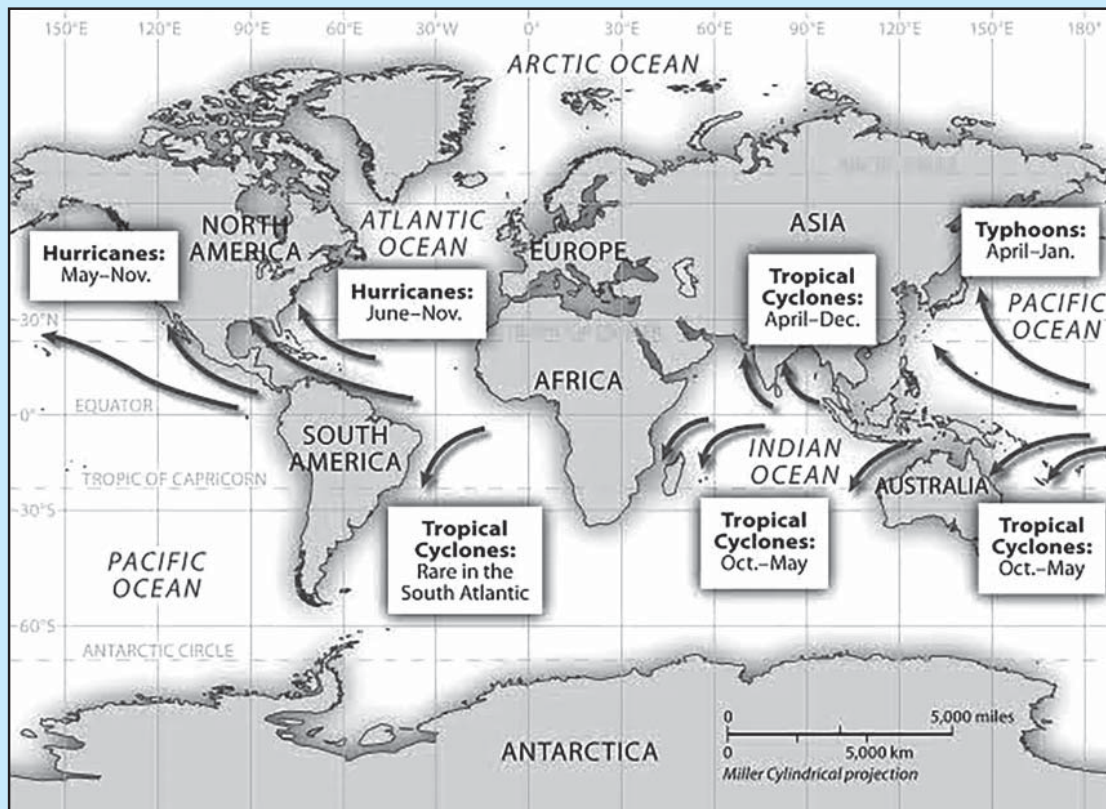 150°W 120°W 90°W 60°W 30°W 0° 30°E 60°E 90°E 120°E 150°E 180°
ARCTIC OCEAN
NORTH
AMERICA
ATLANTIC
OCEAN
EUROPE
ASIA
Hurricanes:
May–Nov.
Hurricanes:
June–Nov.
Tropical
Cyclones:
April–Dec.
Typhoons:
April–Jan.
PACIFIC
OCEAN
30°N
AFRICA
EQUATOR
0°
SOUTH
AMERICA
INDIAN
OCEAN
AUSTRALIA
TROPIC OF CAPRICORN
30°S
PACIFIC
OCEAN
Tropical
Cyclones:
Rare in the
South Atlantic
Tropical
Cyclones:
Oct.–May
Tropical
Cyclones:
Oct.–May
60°S
ANTARCTIC CIRCLE
ANTARCTICA
0 5,000 miles
0 5,000 km
Miller Cylindrical projection